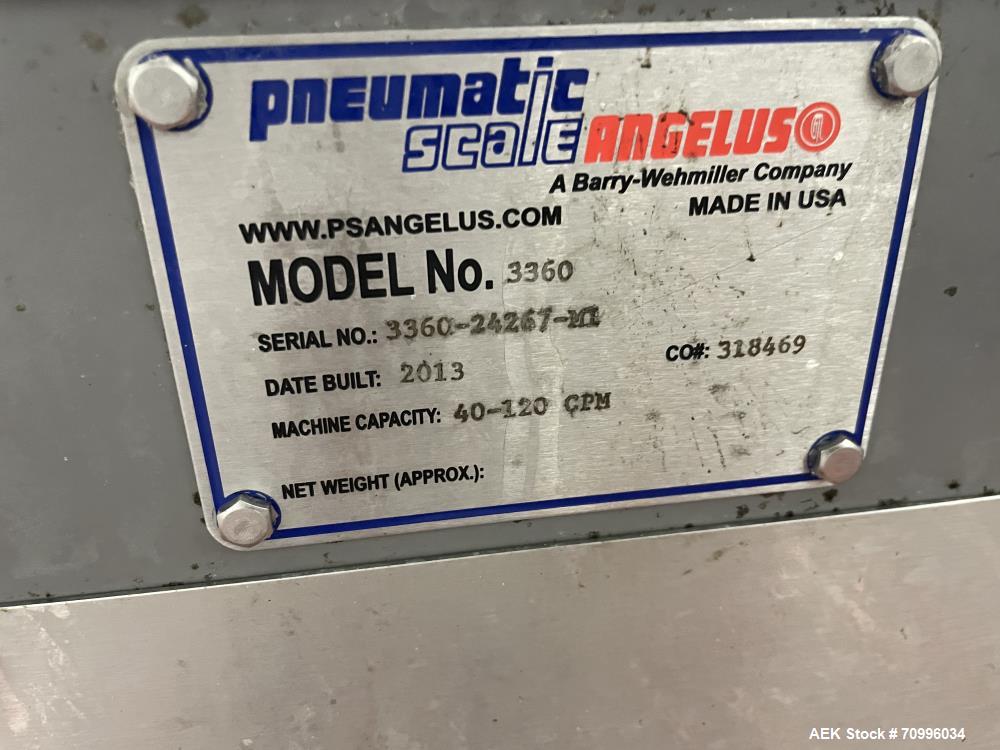 pneumatic
scale ANGELUS
A Barry-Wehmiller Company
WWW.PSANGELUS.COM MADE IN USA
MODEL No. 3360
SERIAL NO.: 3360-24267-M1
CO#: 318469
DATE BUILT: 2013
MACHINE CAPACITY: 40-120 CPM
NET WEIGHT (APPROX.):
AEK Stock # 70996034